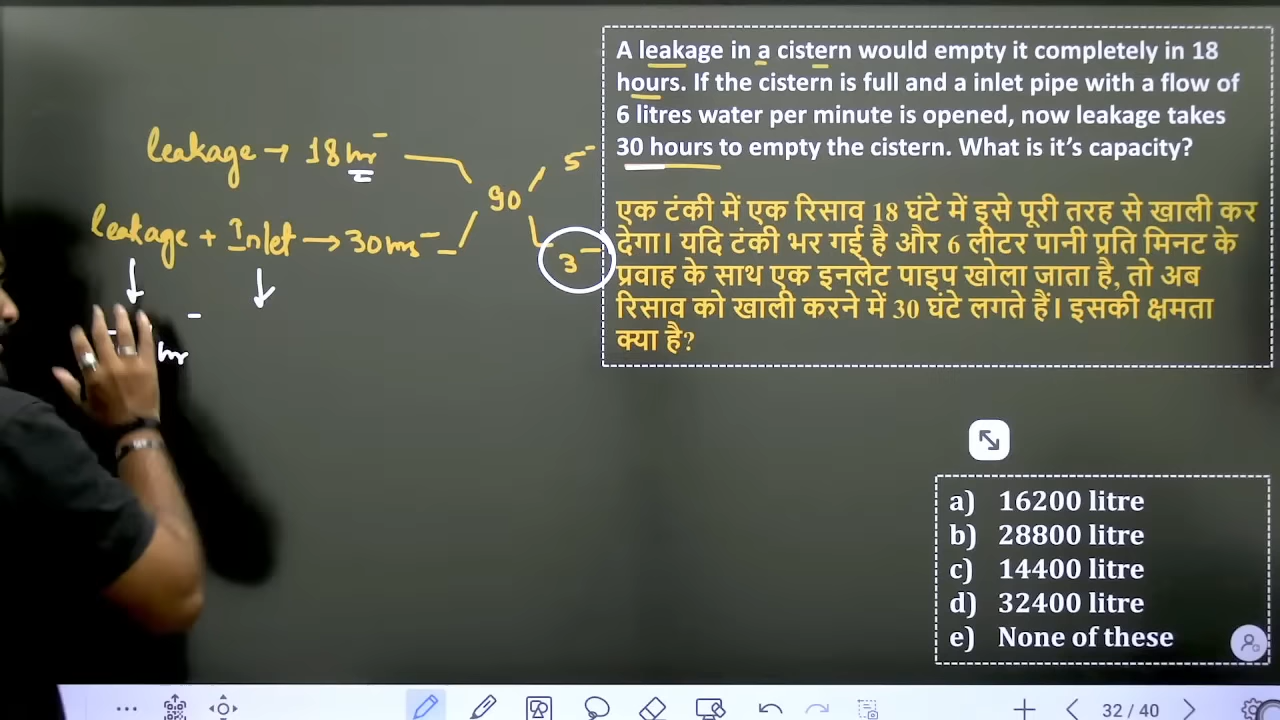 A leakage in a cistern would empty it completely in 18
hours. If the cistern is full and a inlet pipe with a flow of
6 litres water per minute is opened, now leakage takes
30 hours to empty the cistern. What is it's capacity?
एक टंकी में एक रिसाव 18 घंटे में इसे पूरी तरह से खाली कर
देगा। यदि टंकी भर गई है और 6 लीटर पानी प्रति मिनट के
प्रवाह के साथ एक इनलेट पाइप खोला जाता है, तो अब
रिसाव को खाली करने में 30 घंटे लगते हैं। इसकी क्षमता
क्या है?
leakage → 18 hr
leakage + Inlet → 30 hrs
90
5
3
hr
a) 16200 litre
b) 28800 litre
c) 14400 litre
d) 32400 litre
e) None of these
32 / 40